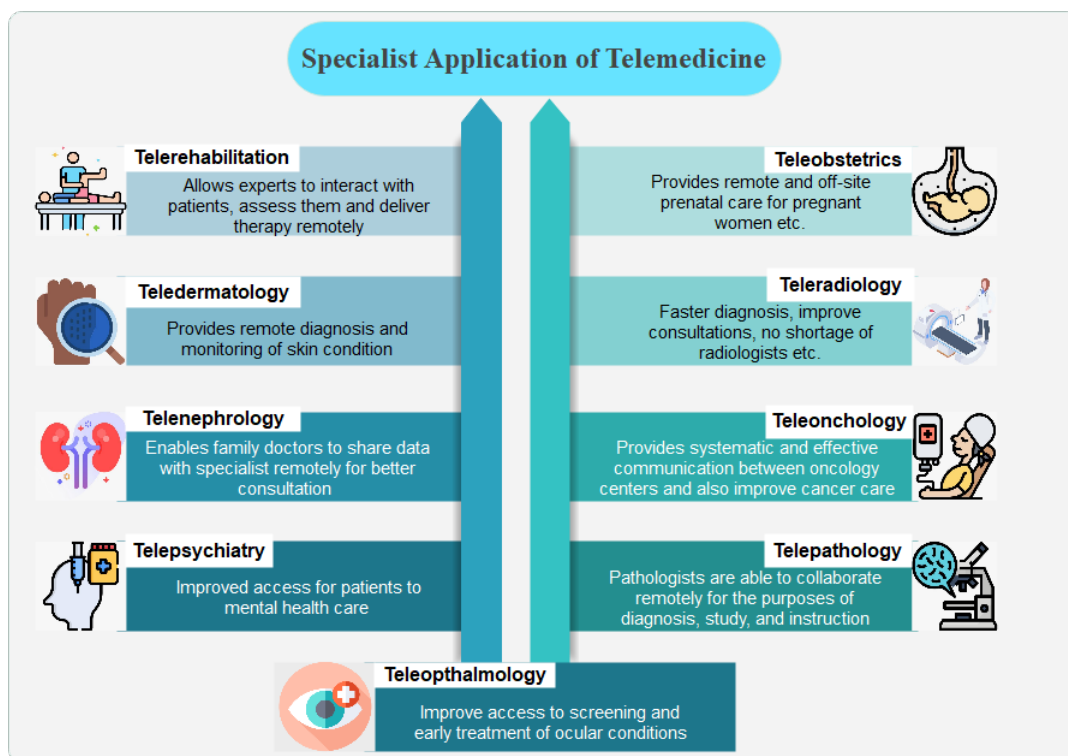 Specialist Application of Telemedicine
Telerehabilitation
Allows experts to interact with
patients, assess them and deliver
therapy remotely
Teleobstetrics
Provides remote and off-site
prenatal care for pregnant
women etc.
Teledermatology
Provides remote diagnosis and
monitoring of skin condition
Teleradiology
Faster diagnosis, improve
consultations, no shortage of
radiologists etc.
Telenephrology
Enables family doctors to share data
with specialist remotely for better
consultation
Teleonchology
Provides systematic and effective
communication between oncology
centers and also improve cancer care
Telepsychiatry
Improved access for patients to
mental health care
Telepathology
Pathologists are able to collaborate
remotely for the purposes of
diagnosis, study, and instruction
Teleopthalmology
Improve access to screening and
early treatment of ocular conditions